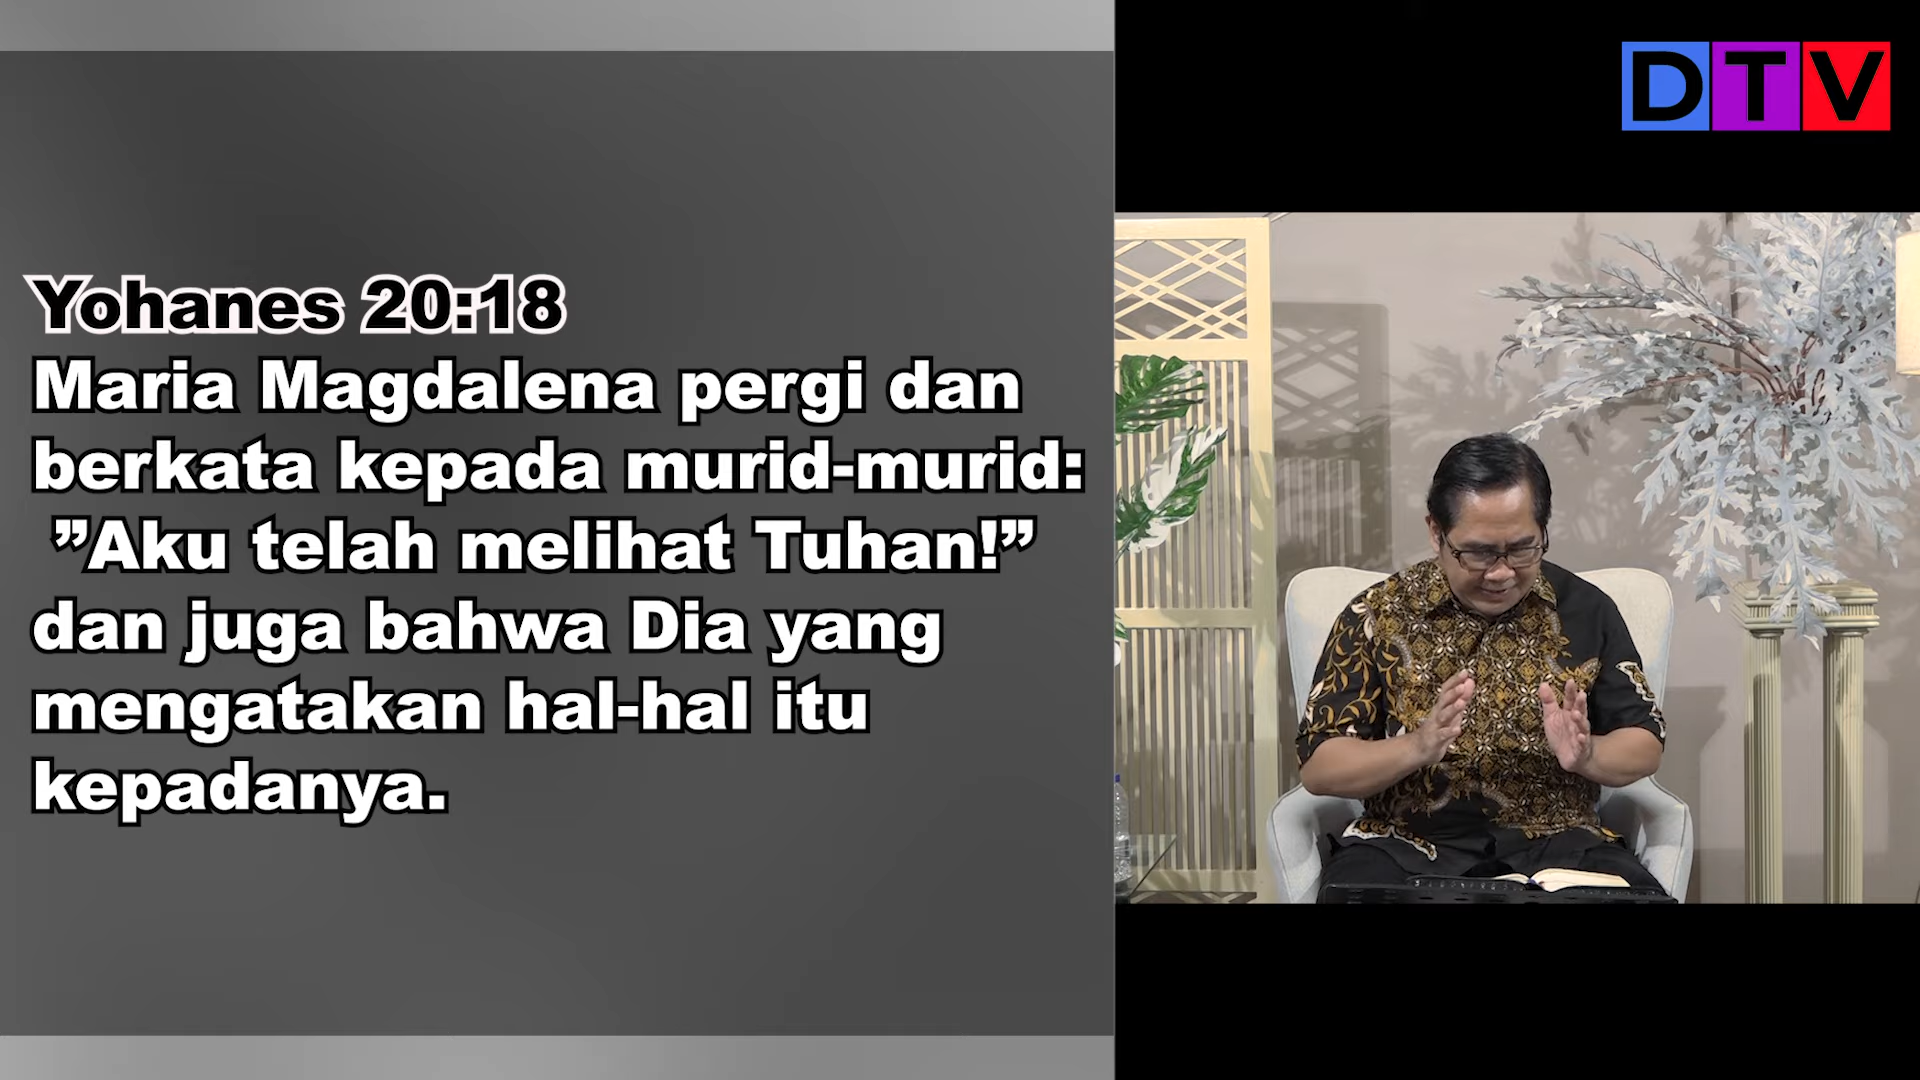 Yohanes 20:18
Maria Magdalena pergi dan
berkata kepada murid-murid:
”Aku telah melihat Tuhan!”
dan juga bahwa Dia yang
mengatakan hal-hal itu
kepadanya.
DTV